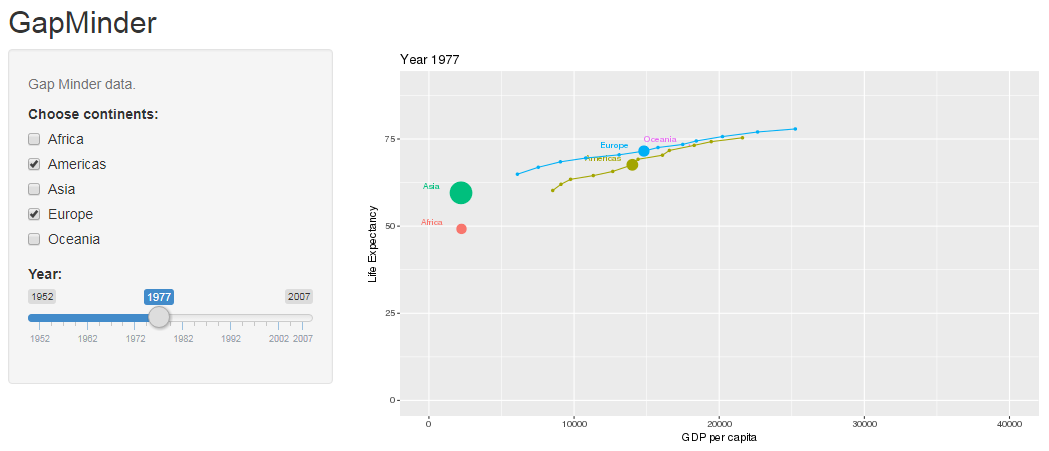 GapMinder
Gap Minder data.
Choose continents:
Africa
Americas
Asia
Europe
Oceania
Year:
1952 1977 2007
1952 1962 1972 1982 1992 2002 2007
Year 1977
Life Expectancy
75
50
25
0
Oceania
Europe
Americas
Asia
Africa
0 10000 20000 30000 40000
GDP per capita